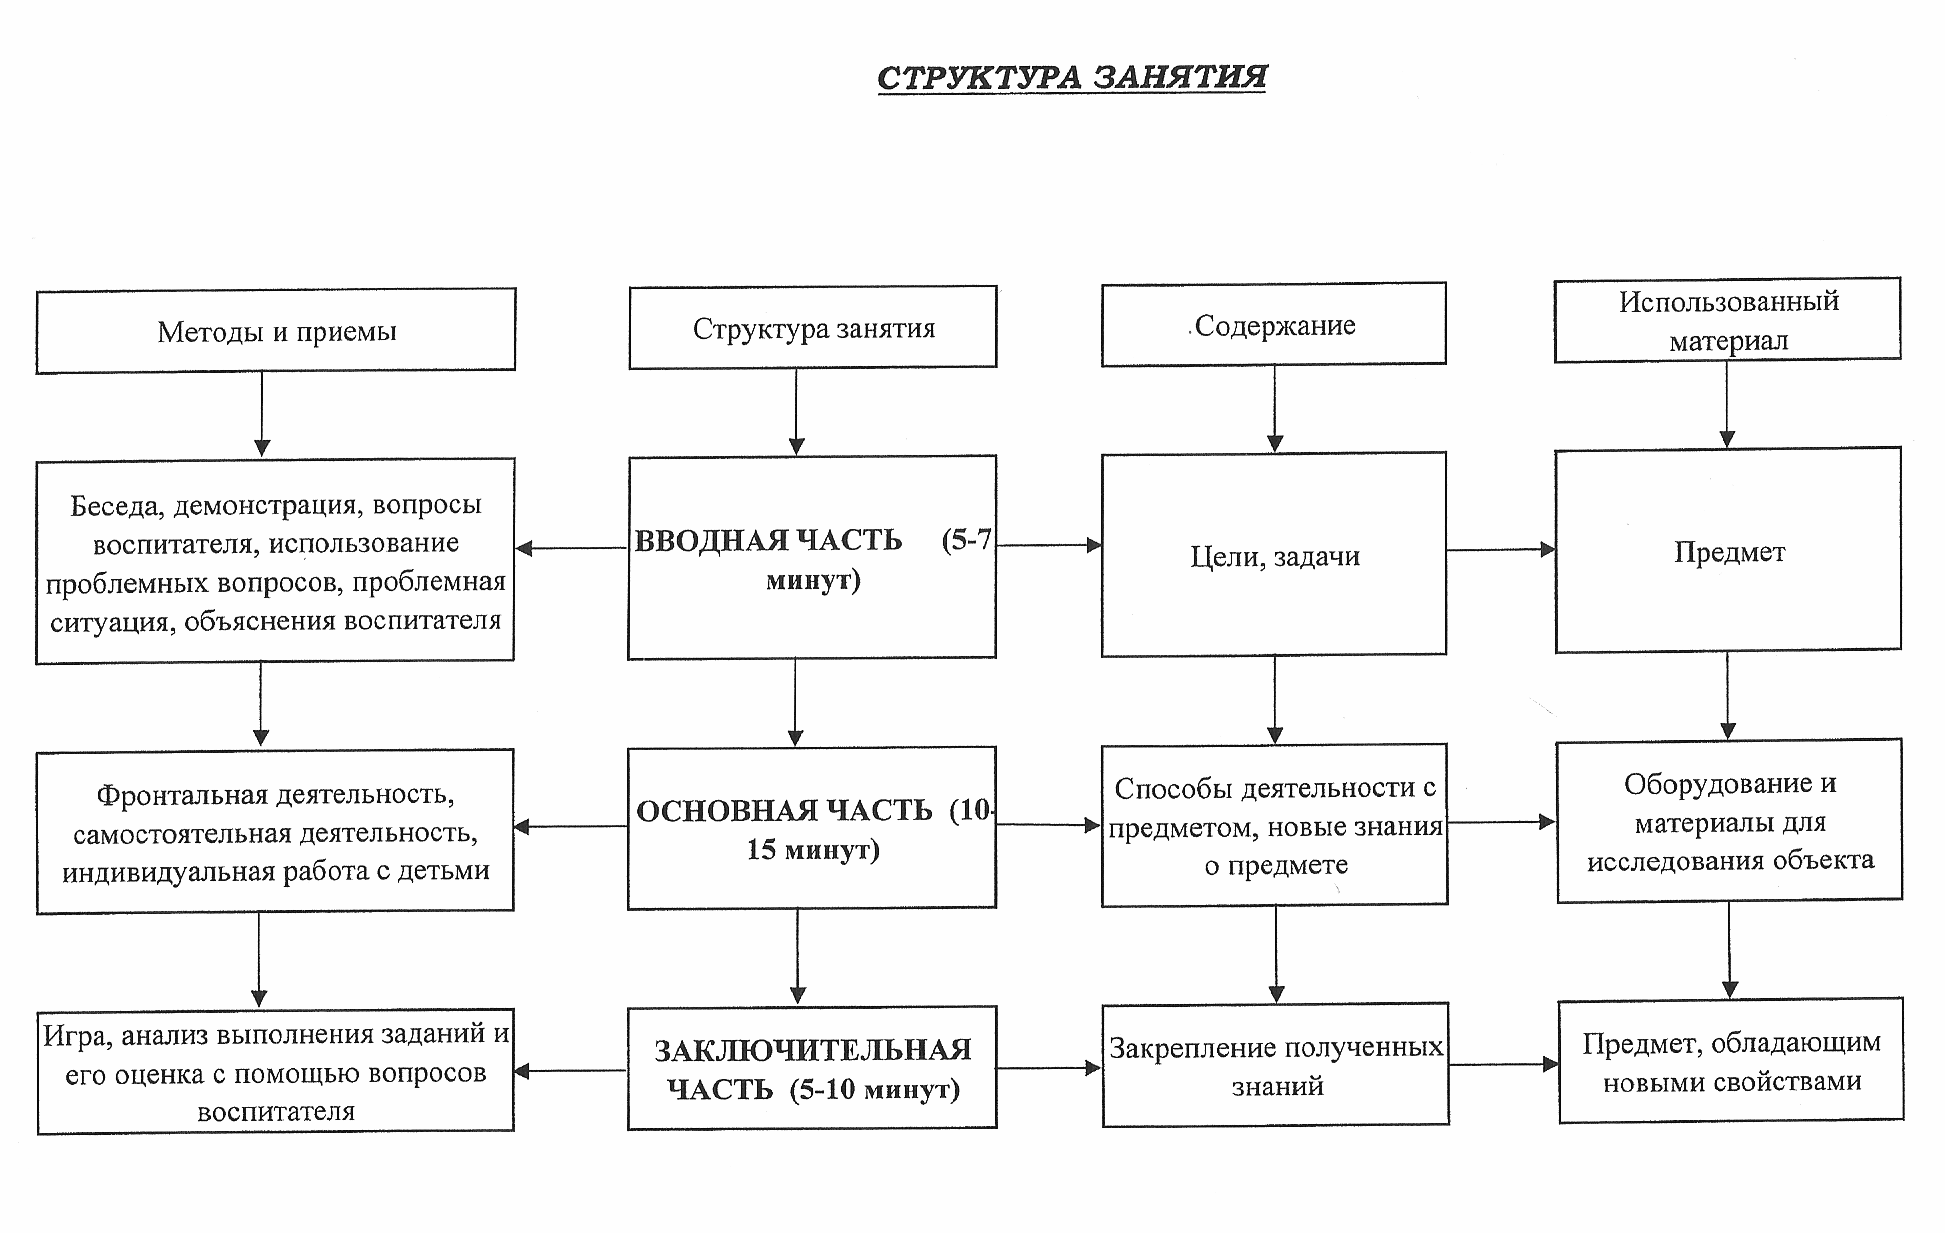 СТРУКТУРА ЗАНЯТИЯ
Методы и приемы
Структура занятия
Содержание
Использованный
материал
Беседа, демонстрация, вопросы
воспитателя, использование
проблемных вопросов, проблемная
ситуация, объяснения воспитателя
ВВОДНАЯ ЧАСТЬ (5-7
минут)
Цели, задачи
Предмет
Фронтальная деятельность,
самостоятельная деятельность,
индивидуальная работа с детьми
ОСНОВНАЯ ЧАСТЬ (10-
15 минут)
Способы деятельности с
предметом, новые знания
о предмете
Оборудование и
материалы для
исследования объекта
Игра, анализ выполнения заданий и
его оценка с помощью вопросов
воспитателя
ЗАКЛЮЧИТЕЛЬНАЯ
ЧАСТЬ (5-10 минут)
Закрепление полученных
знаний
Предмет, обладающим
новыми свойствами